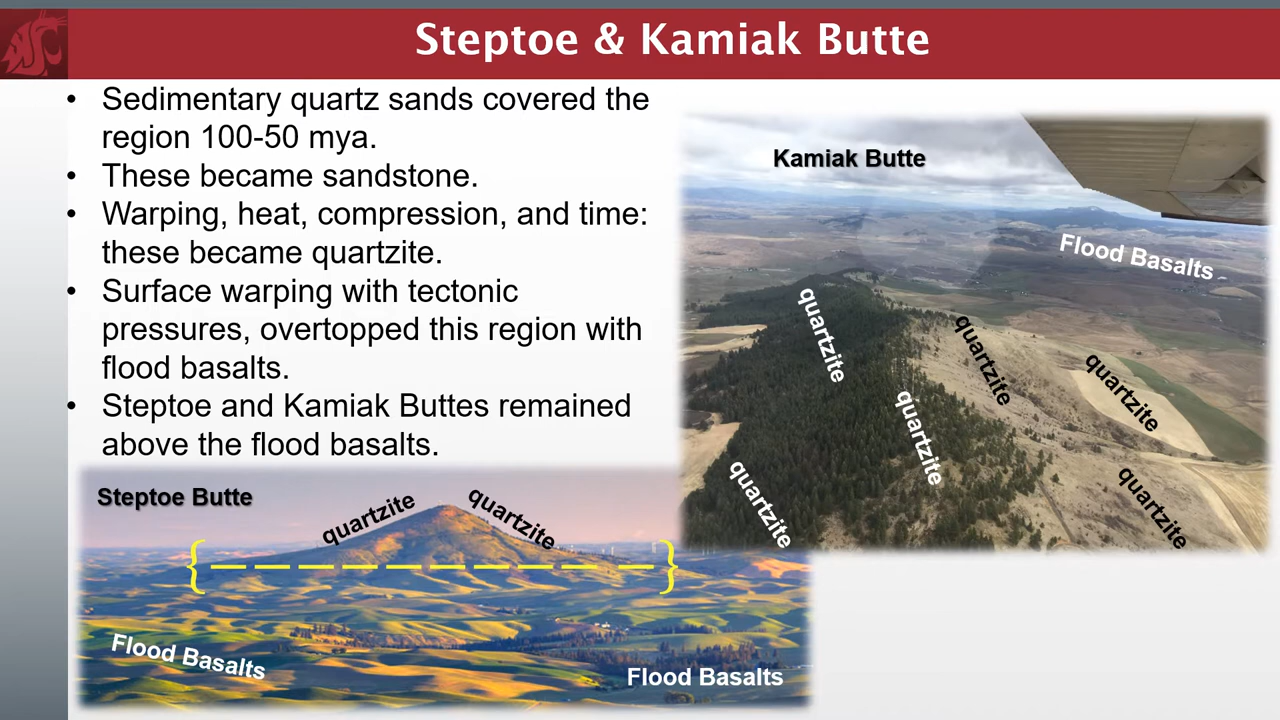 Steptoe & Kamiak Butte
• Sedimentary quartz sands covered the
region 100-50 mya.
• These became sandstone.
• Warping, heat, compression, and time:
these became quartzite.
• Surface warping with tectonic
pressures, overtopped this region with
flood basalts.
• Steptoe and Kamiak Buttes remained
above the flood basalts.
Kamiak Butte
Flood Basalts
quartzite
quartzite
quartzite
quartzite
quartzite
quartzite
Steptoe Butte
quartzite
quartzite
Flood Basalts
Flood Basalts